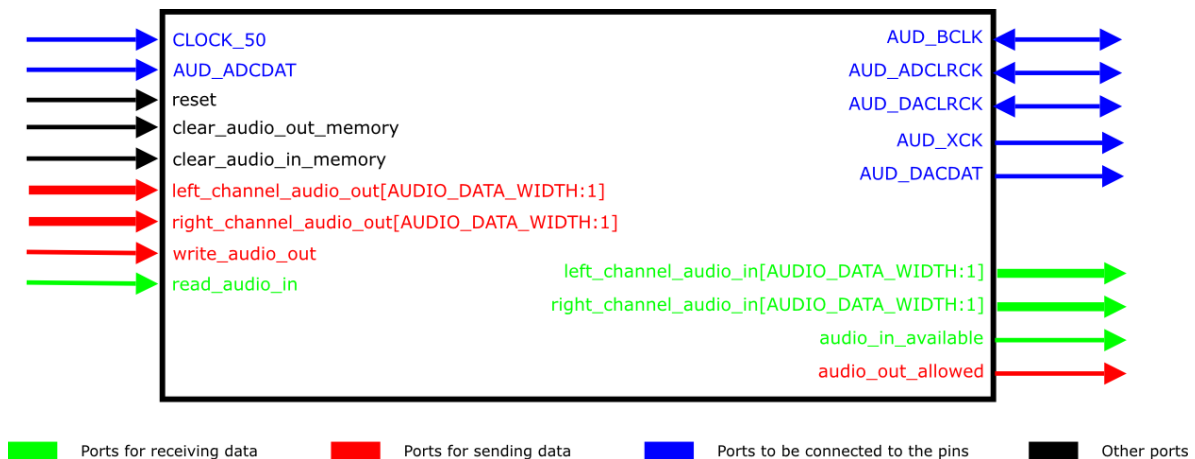 CLOCK_50
AUD_ADCDAT
reset
clear_audio_out_memory
clear_audio_in_memory
left_channel_audio_out[AUDIO_DATA_WIDTH:1]
right_channel_audio_out[AUDIO_DATA_WIDTH:1]
write_audio_out
read_audio_in
AUD_BCLK
AUD_ADCLRCK
AUD_DACLRCK
AUD_XCK
AUD_DACDAT
left_channel_audio_in[AUDIO_DATA_WIDTH:1]
right_channel_audio_in[AUDIO_DATA_WIDTH:1]
audio_in_available
audio_out_allowed
Ports for receiving data
Ports for sending data
Ports to be connected to the pins
Other ports